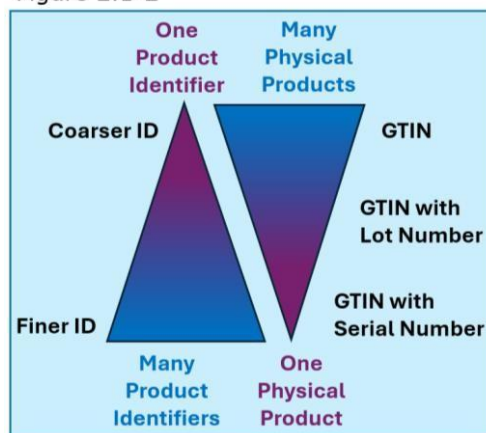 Figure
One
Product
Identifier
Many
Physical
Products
Coarser ID
GTIN
GTIN with
Lot Number
Finer ID
GTIN with
Serial Number
Many
Product
Identifiers
One
Physical
Product